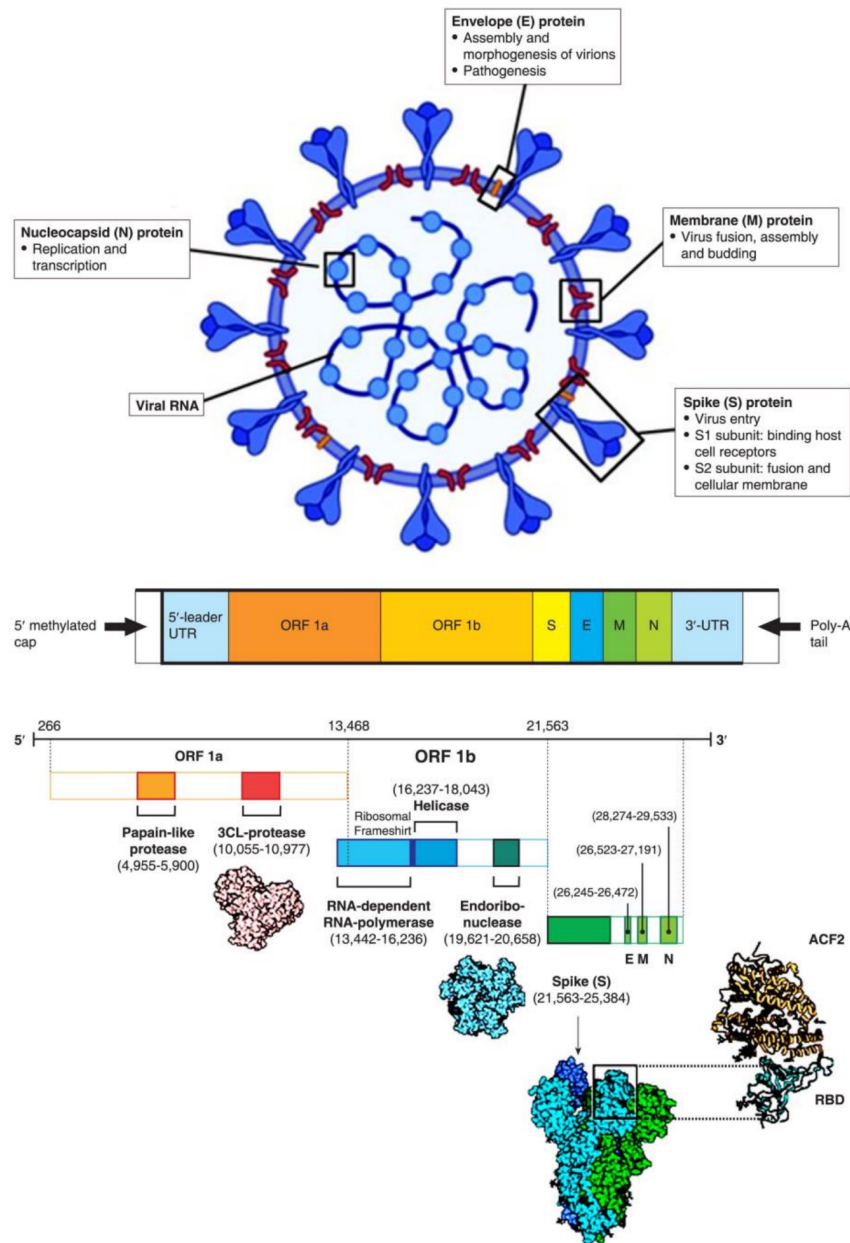 Envelope (E) protein
• Assembly and
morphogenesis of virions
• Pathogenesis
Nucleocapsid (N) protein
• Replication and
transcription
Membrane (M) protein
• Virus fusion, assembly
and budding
Viral RNA
Spike (S) protein
• Virus entry
• S1 subunit: binding host
cell receptors
• S2 subunit: fusion and
cellular membrane
5′ methylated
cap
5′-leader
UTR
ORF 1a
ORF 1b
S
E
M
N
3′-UTR
Poly-A
tail
266
13,468
21,563
5′
3′
ORF 1a
ORF 1b
(16,237-18,043)
Helicase
Ribosomal
Frameshirt
Papain-like
protease
(4,955-5,900)
3CL-protease
(10,055-10,977)
(28,274-29,533)
(26,523-27,191)
(26,245-26,472)
RNA-dependent
RNA-polymerase
(13,442-16,236)
Endoribo-
nuclease
(19,621-20,658)
E M N
Spike (S)
(21,563-25,384)
ACF2
RBD